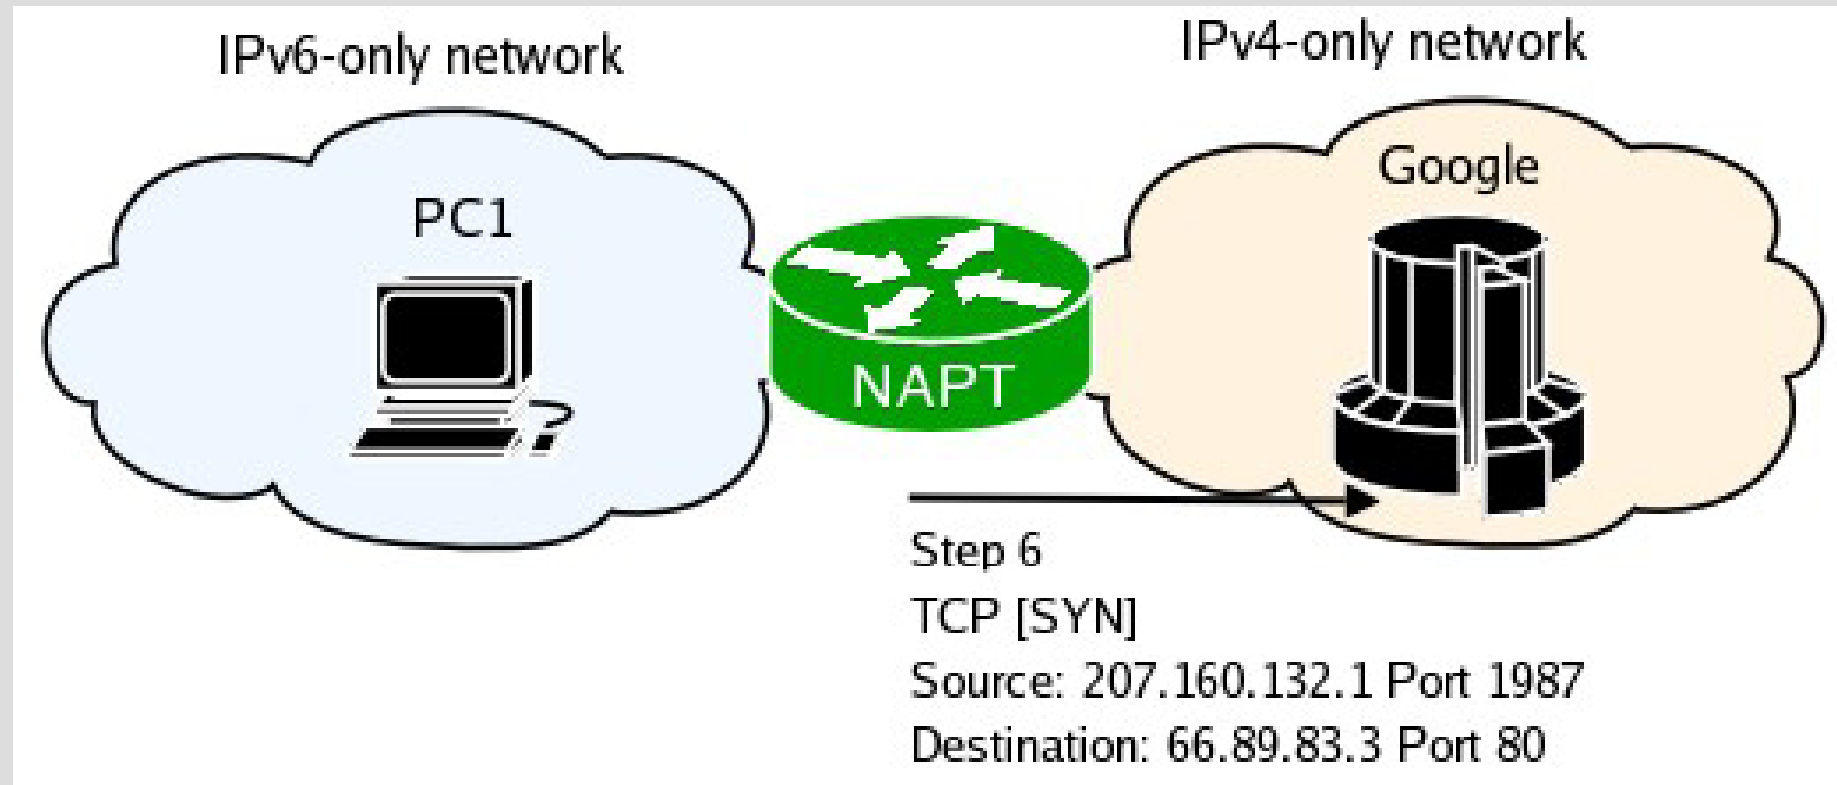 IPv6-only network
IPv4-only network
PC1
Google
NAPT
Step 6
TCP [SYN]
Source: 207.160.132.1 Port 1987
Destination: 66.89.83.3 Port 80